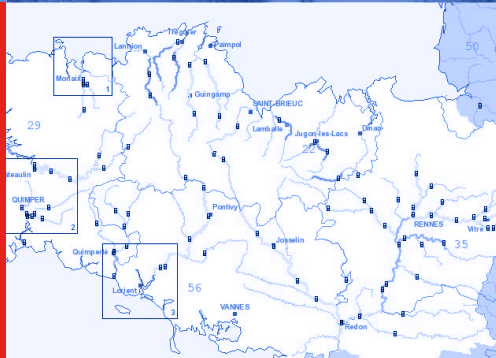 Tréguier
Lannion
Paimpol
50
Morlaix
1
Guingamp
SAINT-BRIEUC
29
Lamballe
Dinan
Jugon-les-Lacs
22
ateaulin
QUIMPER
2
Pontivy
RENNES
Vitré
Josselin
35
Quimperlé
56
Lorient
3
VANNES
Redon